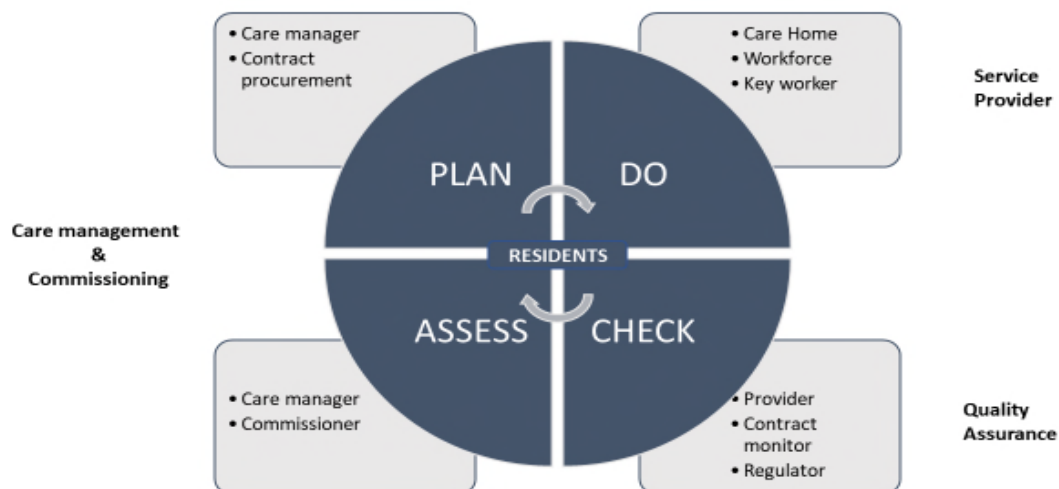 • Care manager
• Contract
procurement
• Care Home
• Workforce
• Key worker
Service
Provider
PLAN
DO
Care management
&
Commissioning
RESIDENTS
ASSESS
CHECK
• Care manager
• Commissioner
• Provider
• Contract
monitor
• Regulator
Quality
Assurance